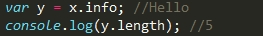 var y = x.info; //Hello
console.log(y.length); //5